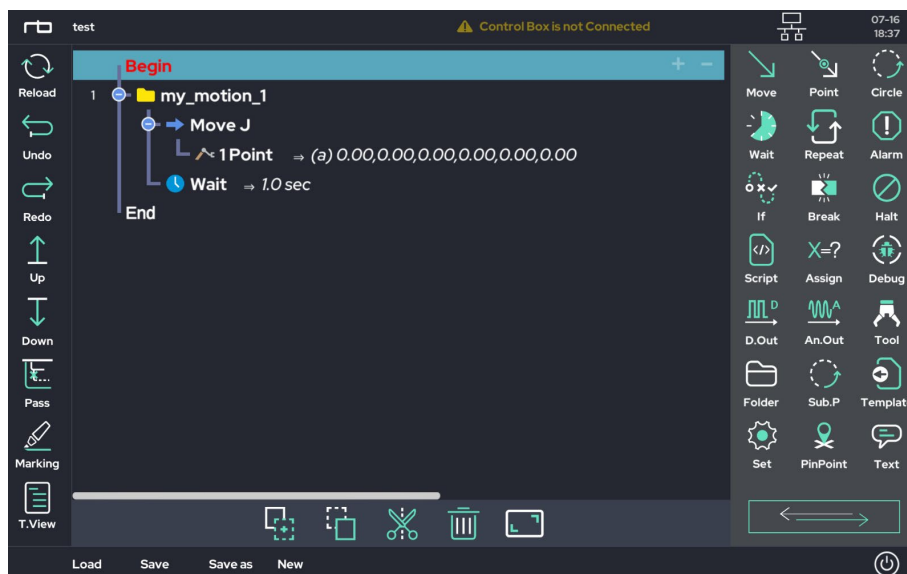 rb test Control Box is not Connected 07-16
18:37
Reload
Undo
Redo
Up
Down
Pass
Marking
T.View
Begin + −
1 my_motion_1
Move J
1 Point ⇒ (a) 0.00,0.00,0.00,0.00,0.00,0.00
Wait ⇒ 1.0 sec
End
Move Point Circle
Wait Repeat Alarm
If Break Halt
</> X=?
Script Assign Debug
D A
D.Out An.Out Tool
Folder Sub.P Templat
Set PinPoint Text
Load Save Save as New